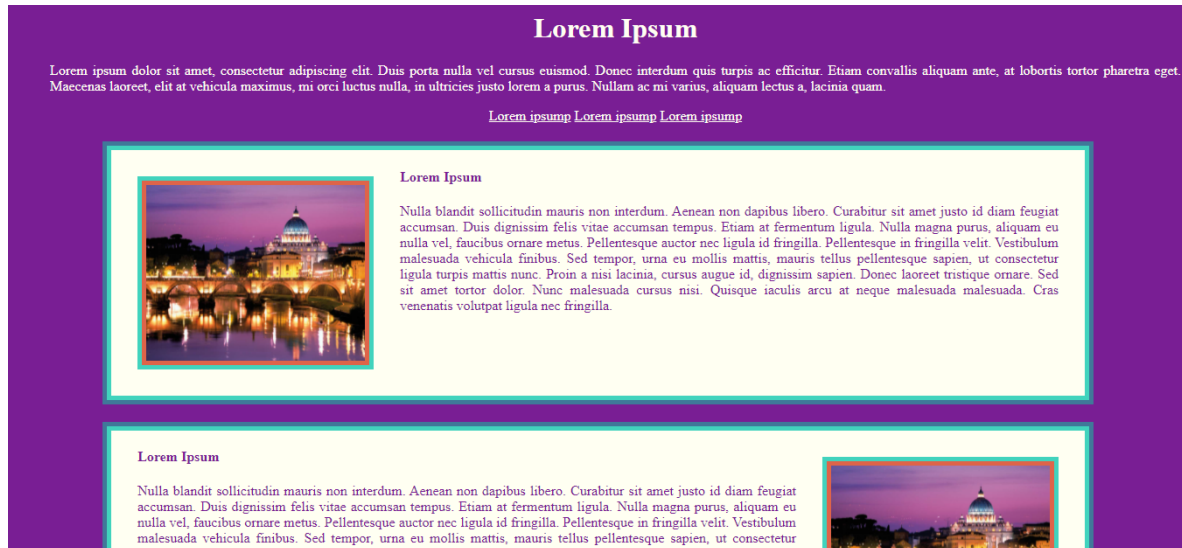 Lorem Ipsum
Lorem ipsum dolor sit amet, consectetur adipiscing elit. Duis porta nulla vel cursus euismod. Donec interdum quis turpis ac efficitur. Etiam convallis aliquam ante, at lobortis tortor pharetra eget.
Maecenas laoreet, elit at vehicula maximus, mi orci luctus nulla, in ultricies justo lorem a purus. Nullam ac mi varius, aliquam lectus a, lacinia quam.
Lorem ipsump Lorem ipsump Lorem ipsump
Lorem Ipsum
Nulla blandit sollicitudin mauris non interdum. Aenean non dapibus libero. Curabitur sit amet justo id diam feugiat
accumsan. Duis dignissim felis vitae accumsan tempus. Etiam at fermentum ligula. Nulla magna purus, aliquam eu
nulla vel, faucibus ornare metus. Pellentesque auctor nec ligula id fringilla. Pellentesque in fringilla velit. Vestibulum
malesuada vehicula finibus. Sed tempor, urna eu mollis mattis, mauris tellus pellentesque sapien, ut consectetur
ligula turpis mattis nunc. Proin a nisi lacinia, cursus augue id, dignissim sapien. Donec laoreet tristique ornare. Sed
sit amet tortor dolor. Nunc malesuada cursus nisi. Quisque iaculis arcu at neque malesuada malesuada. Cras
venenatis volutpat ligula nec fringilla.
Lorem Ipsum
Nulla blandit sollicitudin mauris non interdum. Aenean non dapibus libero. Curabitur sit amet justo id diam feugiat
accumsan. Duis dignissim felis vitae accumsan tempus. Etiam at fermentum ligula. Nulla magna purus, aliquam eu
nulla vel, faucibus ornare metus. Pellentesque auctor nec ligula id fringilla. Pellentesque in fringilla velit. Vestibulum
malesuada vehicula finibus. Sed tempor, urna eu mollis mattis, mauris tellus pellentesque sapien, ut consectetur